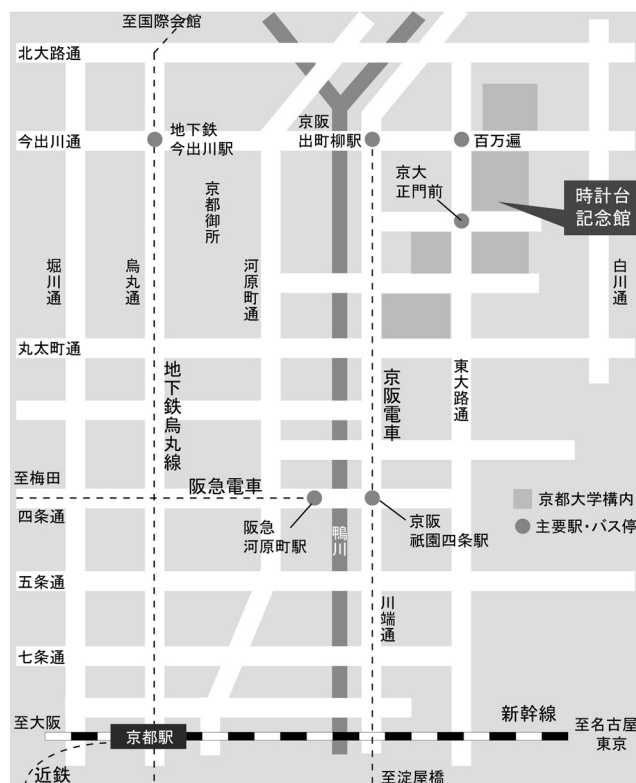 至国際会館
北大路通
今出川通
地下鉄
今出川駅
京阪
出町柳駅
百万遍
京大
正門前
時計台
記念館
京都御所
堀川通
烏丸通
河原町通
白川通
丸太町通
地下鉄烏丸線
京阪電車
東大路通
至梅田
阪急電車
四条通
阪急
河原町駅
鴨川
京阪
祇園四条駅
京都大学構内
主要駅・バス停
五条通
川端通
七条通
至大阪
京都駅
新幹線
至名古屋
東京
近鉄
至淀屋橋